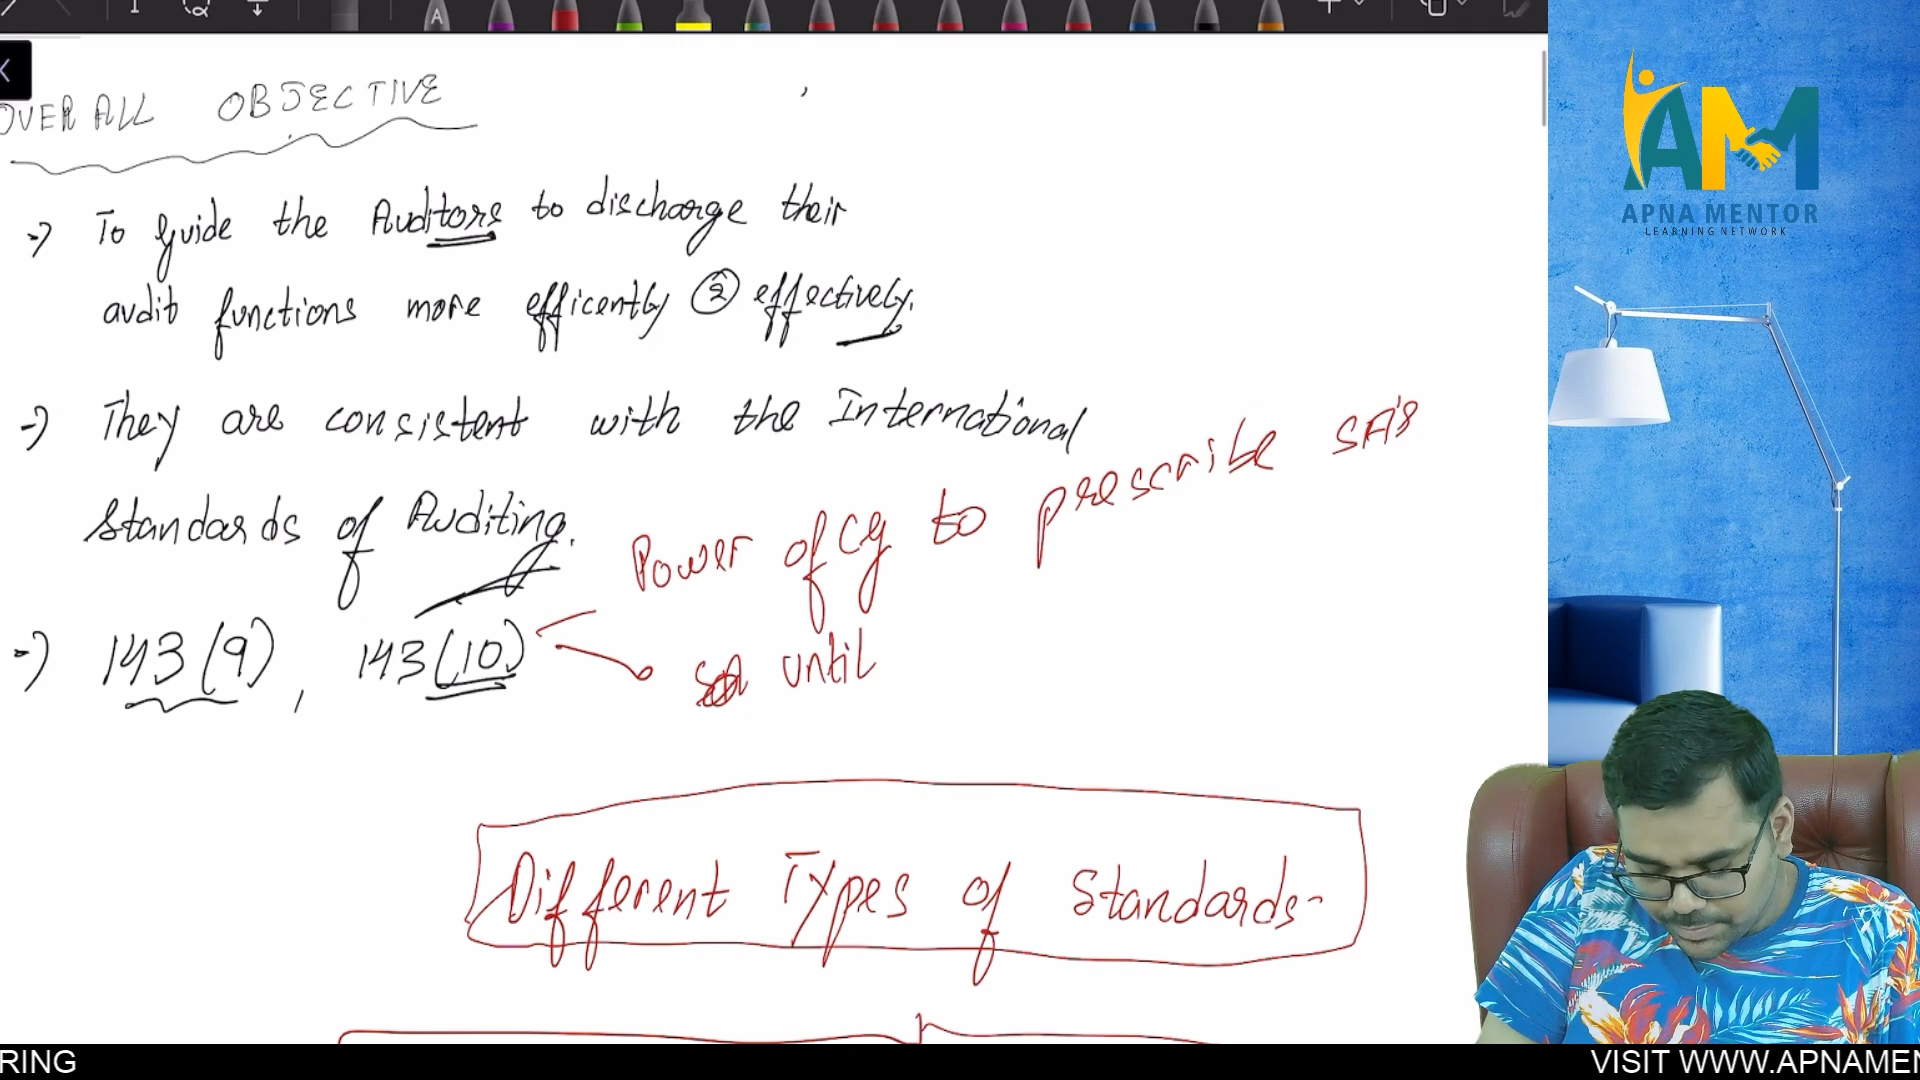 OVERALL OBJECTIVE
=> To guide the Auditors to discharge their
audit functions more efficently & effectively.
=> They are consistent with the International
Standards of Auditing.
Power of CG to prescribe SA's
=> 143(9), 143(10)
until
Different Types of Standards-
AM
APNA MENTOR
LEARNING NETWORK
RING
VISIT WWW.APNAMEN